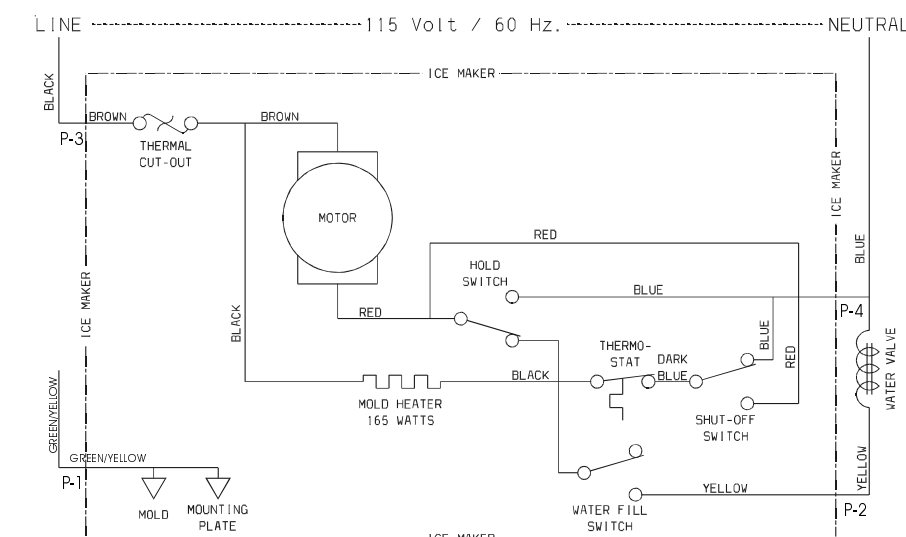 LINE 115 Volt / 60 Hz. NEUTRAL
ICE MAKER
BLACK
BROWN
BROWN
P-3
THERMAL
CUT-OUT
ICE MAKER
MOTOR
RED
BLUE
HOLD
SWITCH
BLUE
ICE MAKER
BLACK
RED
P-4
BLUE
RED
WATER VALVE
THERMO-
STAT
DARK
BLUE
BLACK
MOLD HEATER
165 WATTS
SHUT-OFF
SWITCH
GREEN/YELLOW
GREEN/YELLOW
P-1
MOLD
MOUNTING
PLATE
YELLOW
YELLOW
WATER FILL
SWITCH
P-2
ICE MAKER